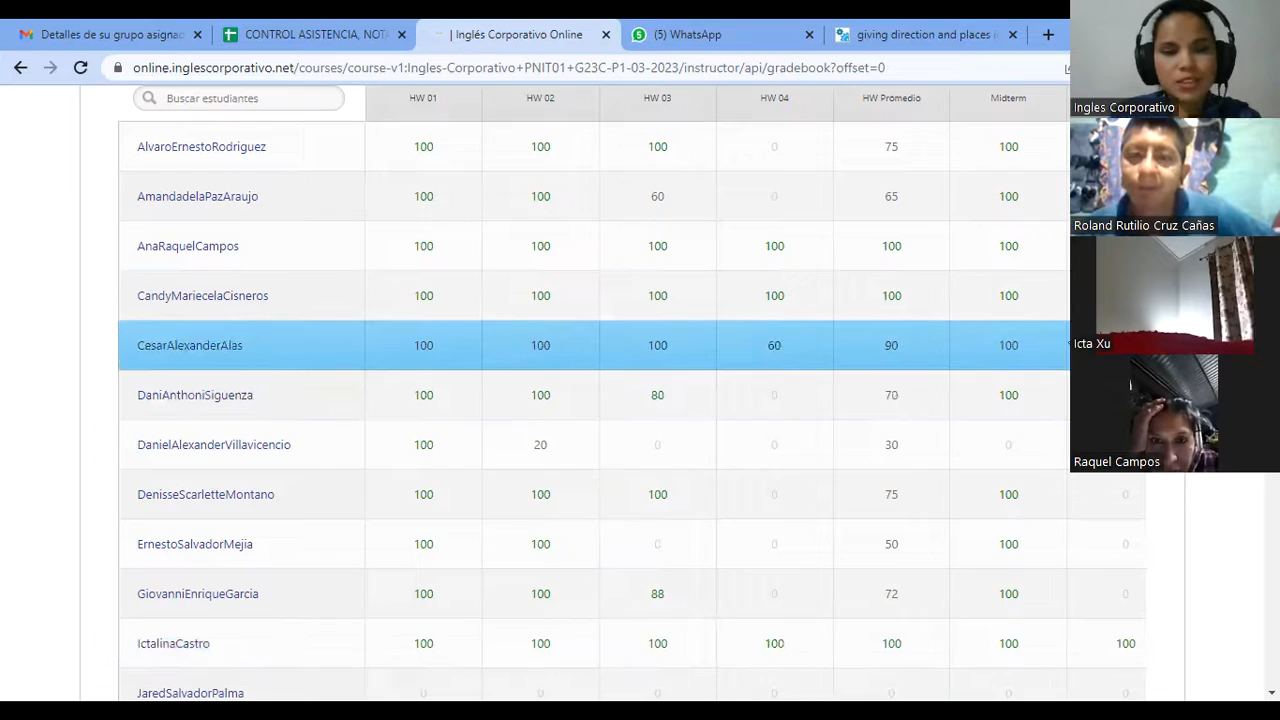 Detalles de su grupo asigna
CONTROL ASISTENCIA, NOT
| Inglés Corporativo Online
(5) WhatsApp
giving direction and places
online.inglescorporativo.net/courses/course-v1:Ingles-Corporativo+PNIT01+G23C-P1-03-2023/instructor/api/gradebook?offset=0
Buscar estudiantes HW 01 HW 02 HW 03 HW 04 HW Promedio Midterm
AlvaroErnestoRodriguez 100 100 100 0 75 100
AmandadelaPazAraujo 100 100 60 0 65 100
AnaRaquelCampos 100 100 100 100 100 100
CandyMariecelaCisneros 100 100 100 100 100 100
CesarAlexanderAlas 100 100 100 60 90 100
DaniAnthoniSiguenza 100 100 80 0 70 100
DanielAlexanderVillavicencio 100 20 0 0 30 0
DenisseScarletteMontano 100 100 100 0 75 100 0
ErnestoSalvadorMejia 100 100 0 0 50 100 0
GiovanniEnriqueGarcia 100 100 88 0 72 100 0
IctalinaCastro 100 100 100 100 100 100 100
JaredSalvadorPalma 0 0 0 0 0 0 0
Ingles Corporativo
Roland Rutilio Cruz Cañas
Icta Xu
Raquel Campos